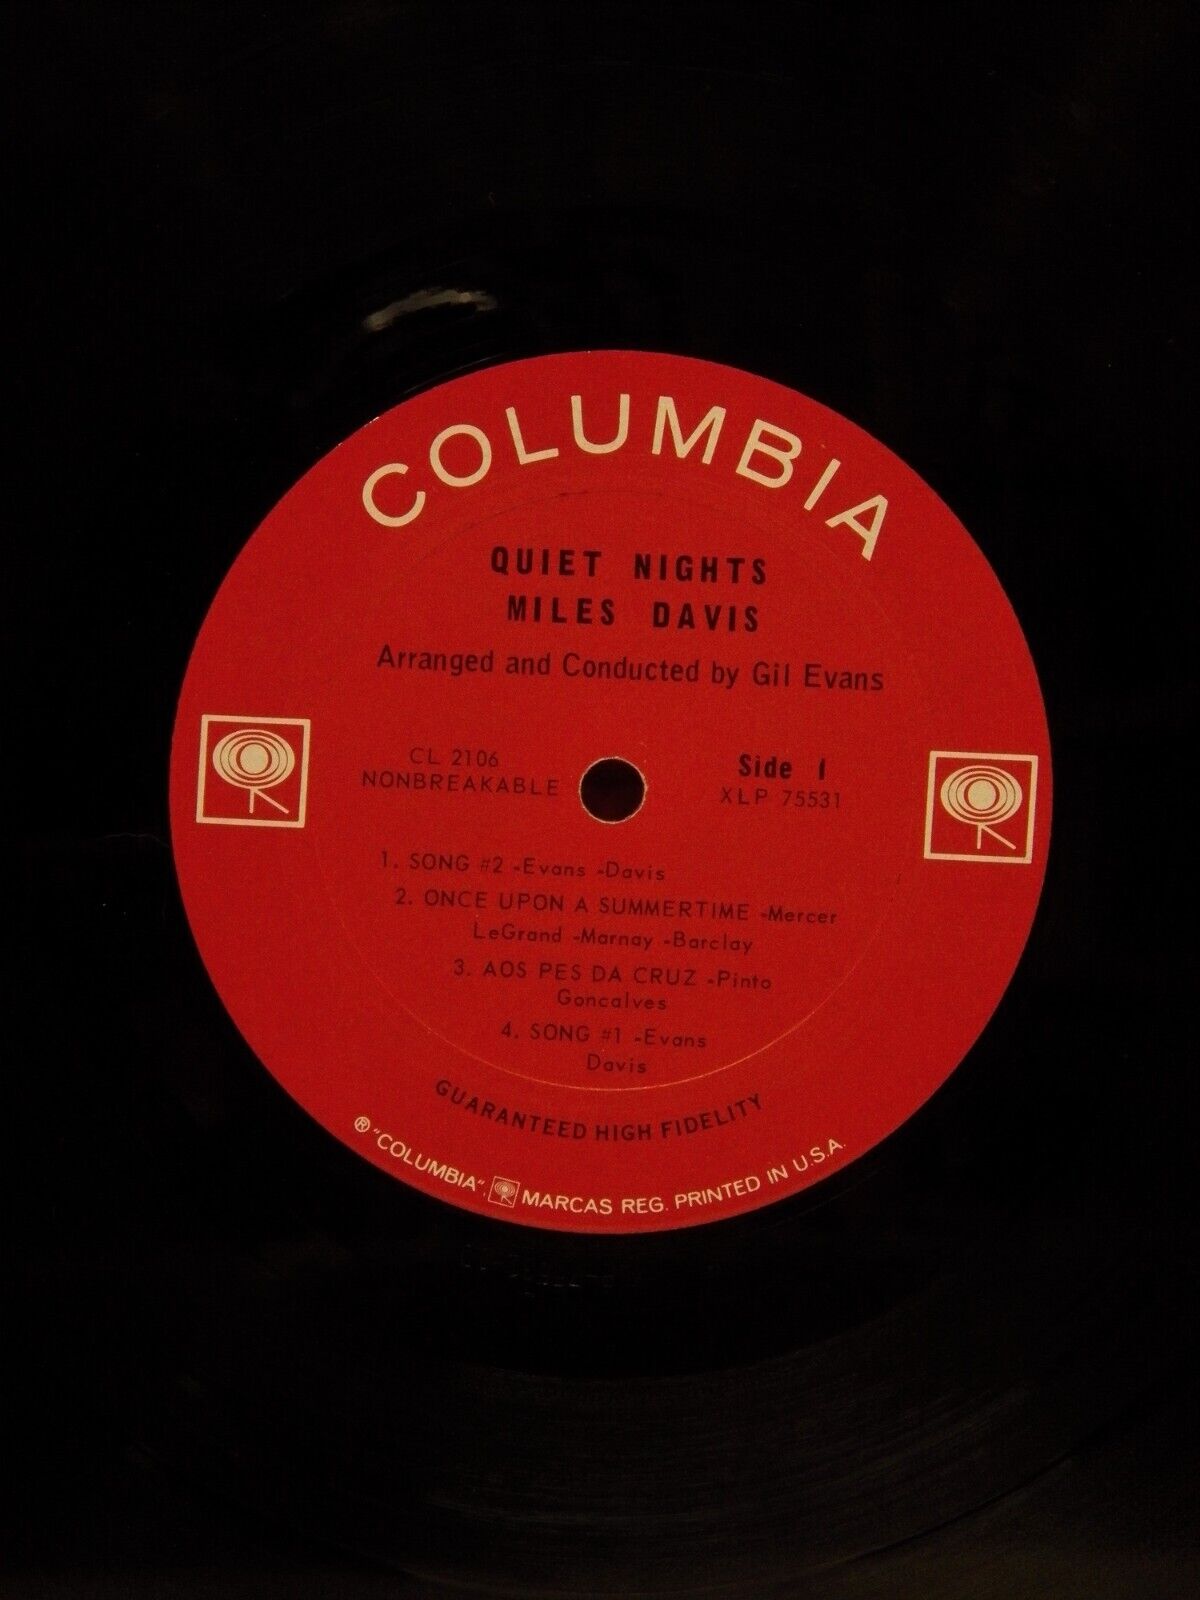 COLUMBIA
QUIET NIGHTS
MILES DAVIS
Arranged and Conducted by Gil Evans
CL 2106
NONBREAKABLE
Side 1
XLP 75531
1. SONG #2 -Evans -Davis
2. ONCE UPON A SUMMERTIME -Mercer
LeGrand -Marnay -Barclay
3. AOS PES DA CRUZ -Pinto
Goncalves
4. SONG #1 -Evans
Davis
GUARANTEED HIGH FIDELITY
® "COLUMBIA", MARCAS REG. PRINTED IN U.S.A.